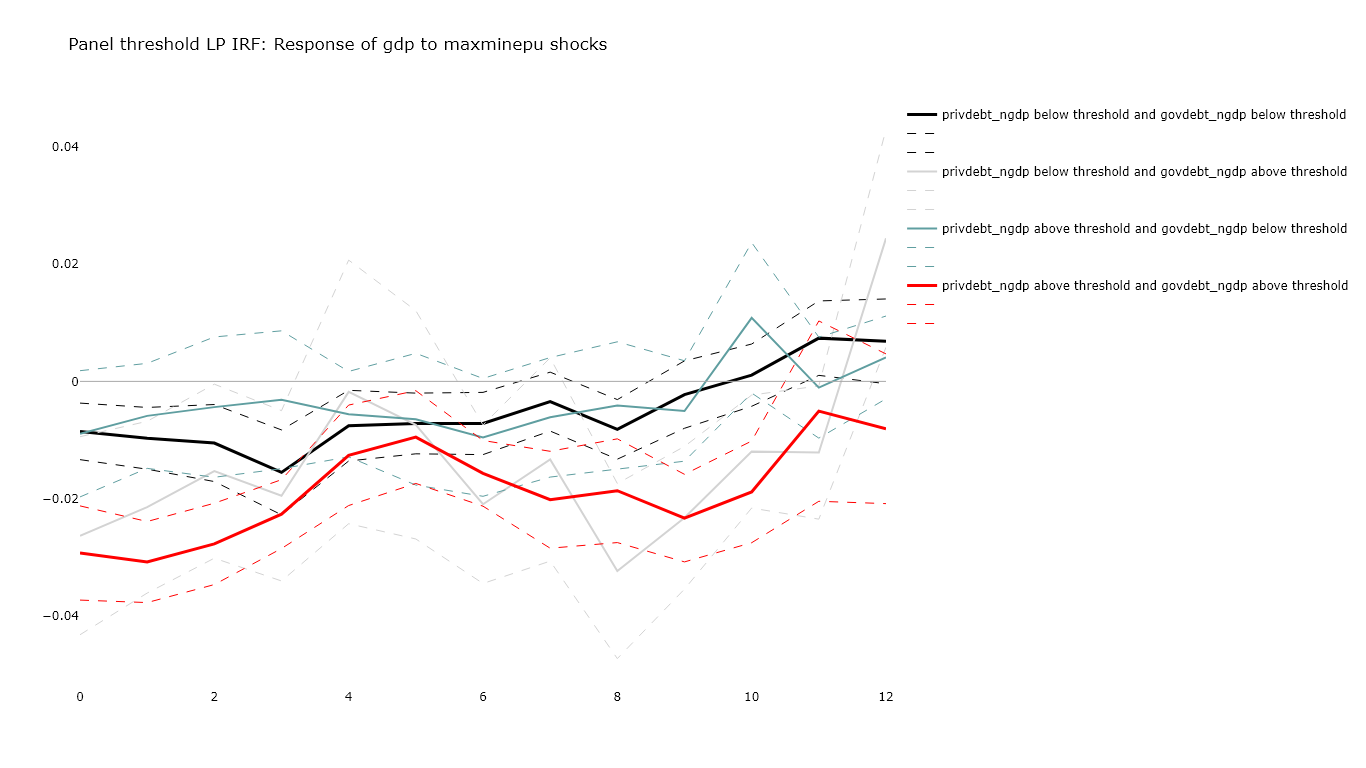 Panel threshold LP IRF: Response of gdp to maxminepu shocks
privdebt_ngdp below threshold and govdebt_ngdp below threshold
privdebt_ngdp below threshold and govdebt_ngdp above threshold
privdebt_ngdp above threshold and govdebt_ngdp below threshold
privdebt_ngdp above threshold and govdebt_ngdp above threshold
0.04
0.02
0
−0.02
−0.04
0 2 4 6 8 10 12